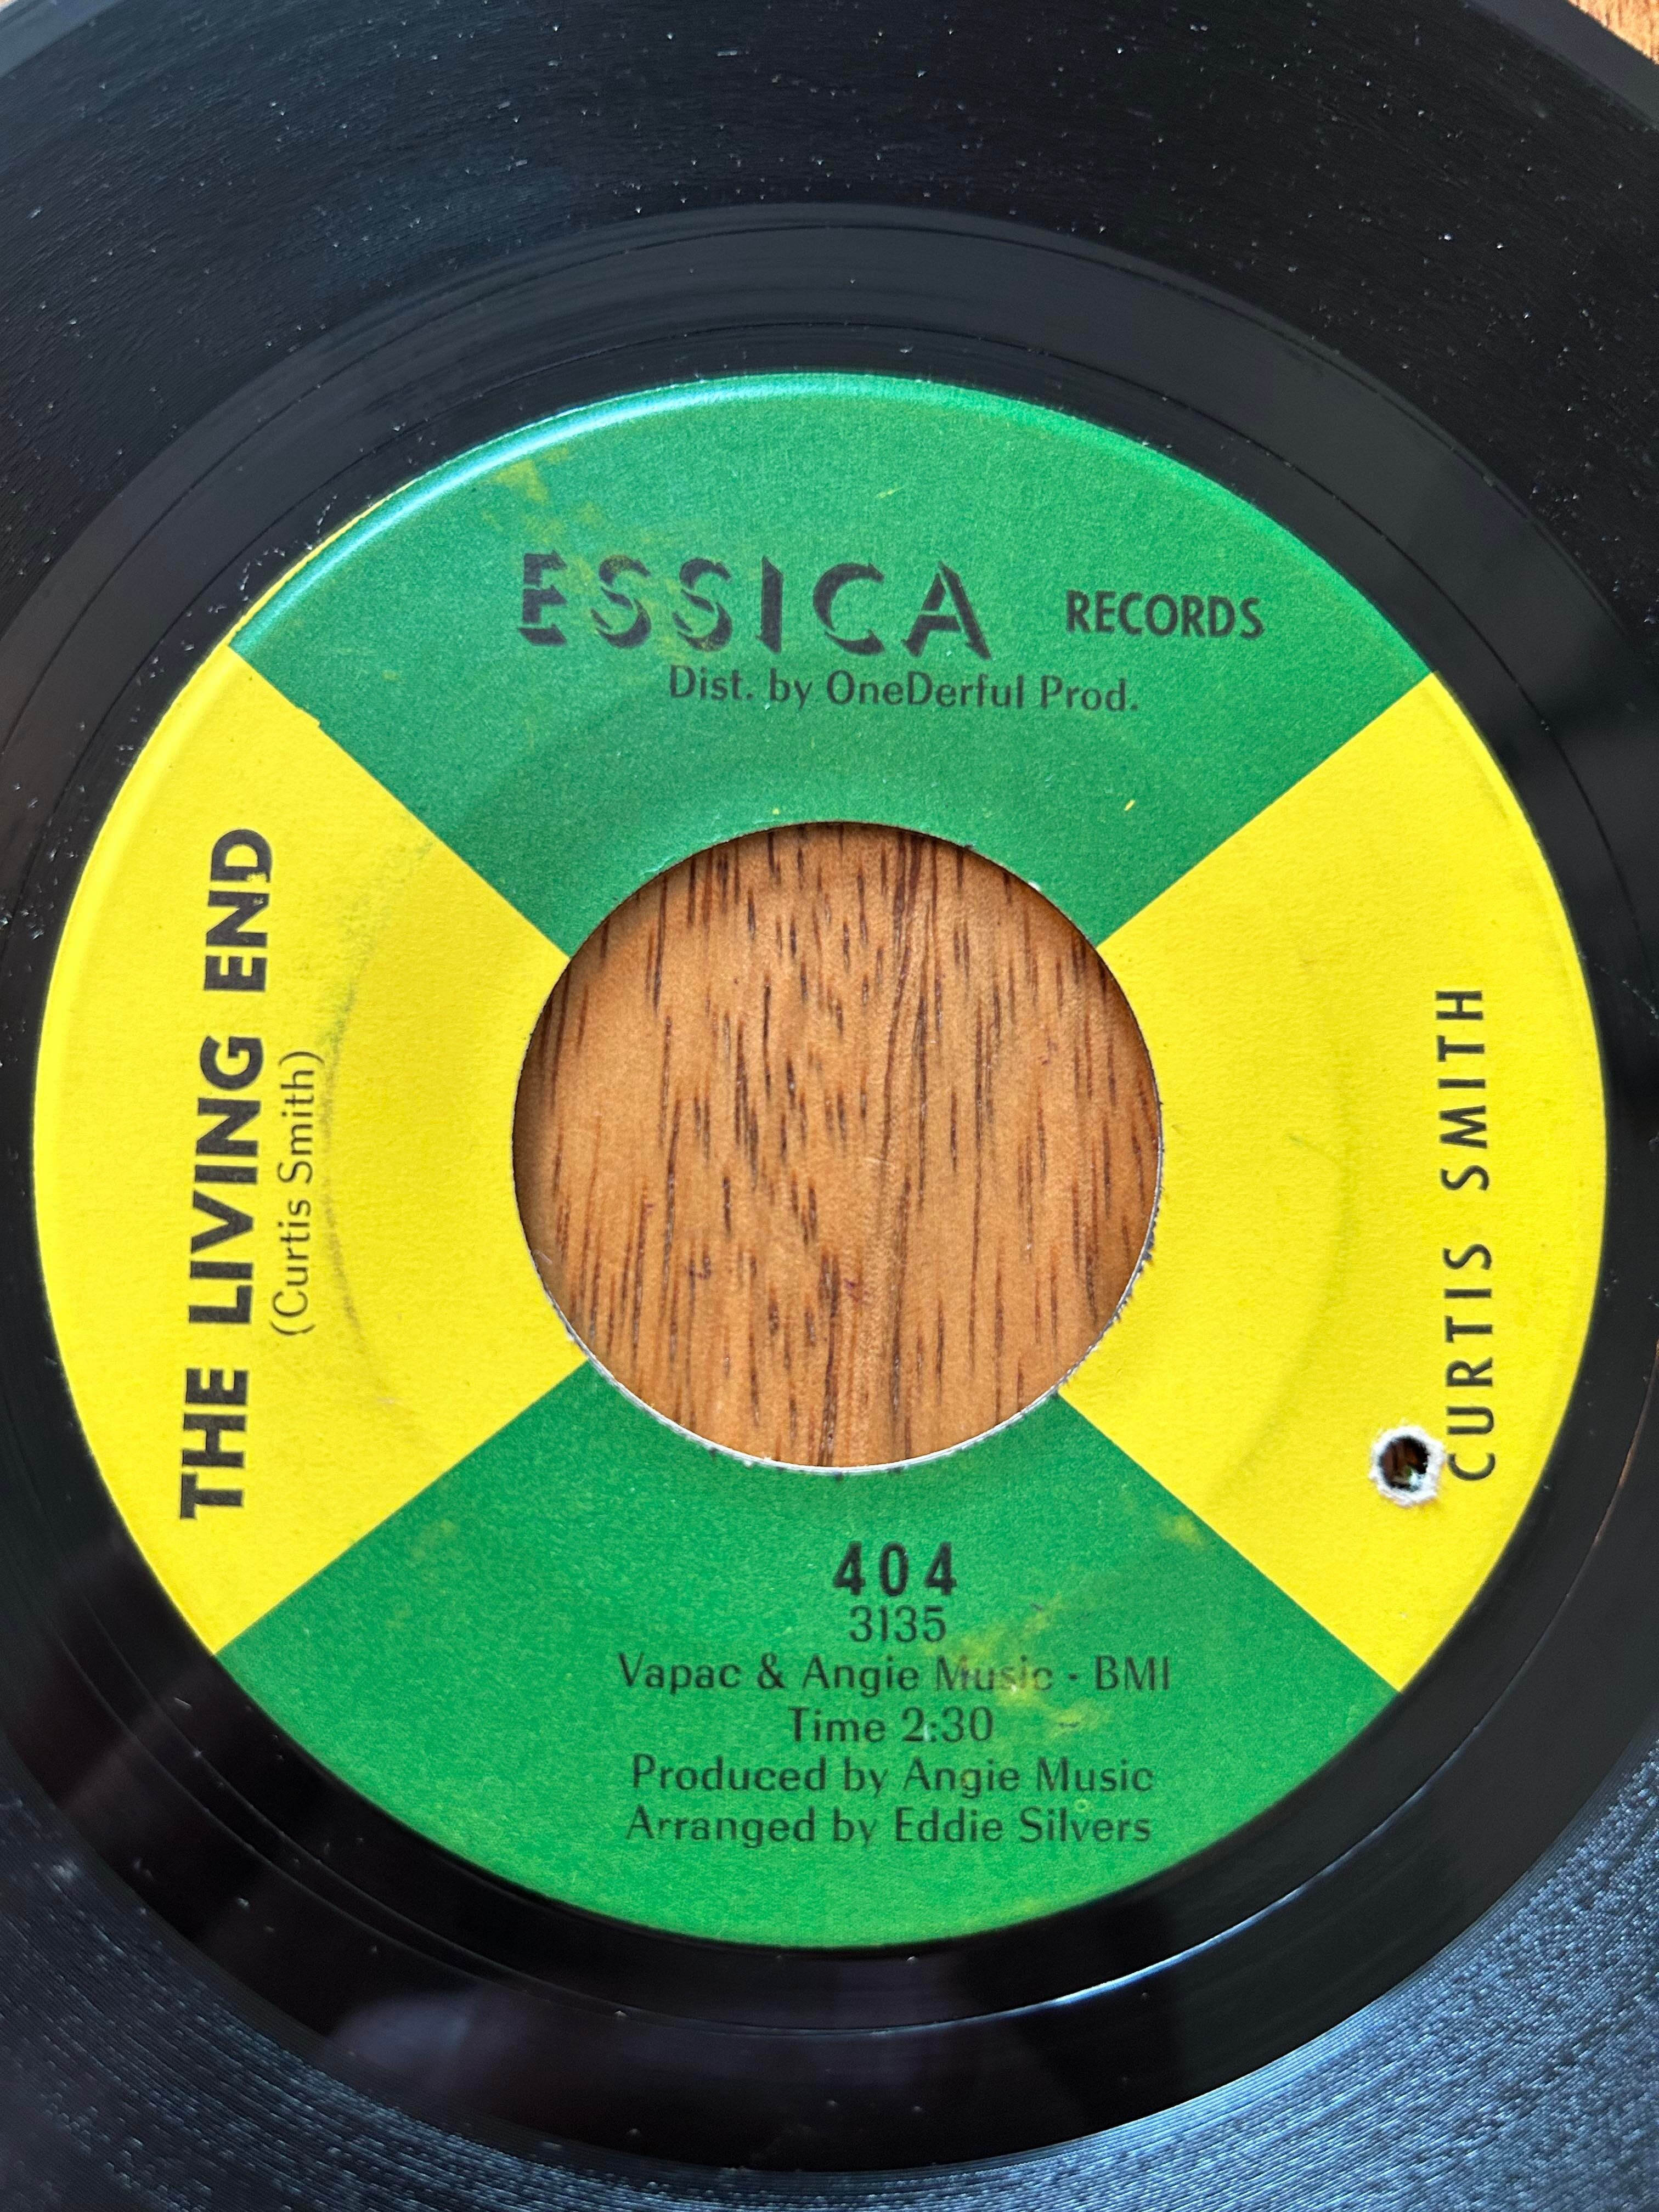 ESSICA RECORDS
Dist. by OneDerful Prod.
THE LIVING END
(Curtis Smith)
CURTIS SMITH
404
3135
Vapac & Angie Music - BMI
Time 2:30
Produced by Angie Music
Arranged by Eddie Silvers